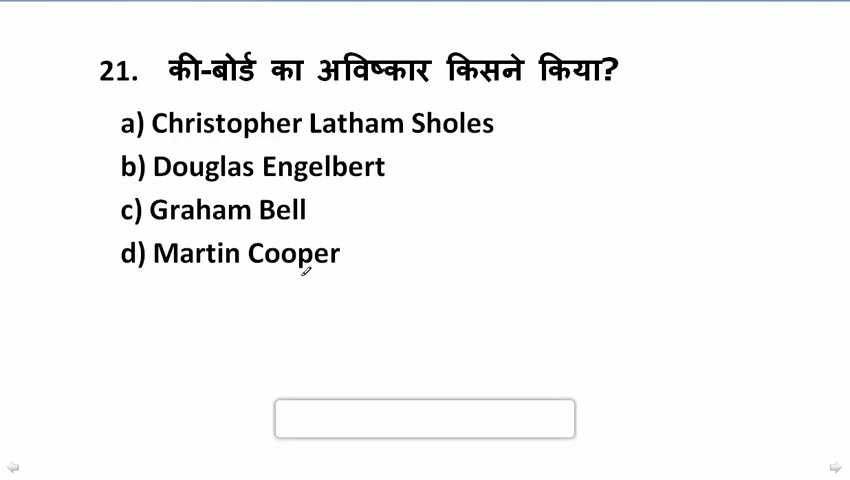 21. की-बोर्ड का अविष्कार किसने किया?
a) Christopher Latham Sholes
b) Douglas Engelbert
c) Graham Bell
d) Martin Cooper